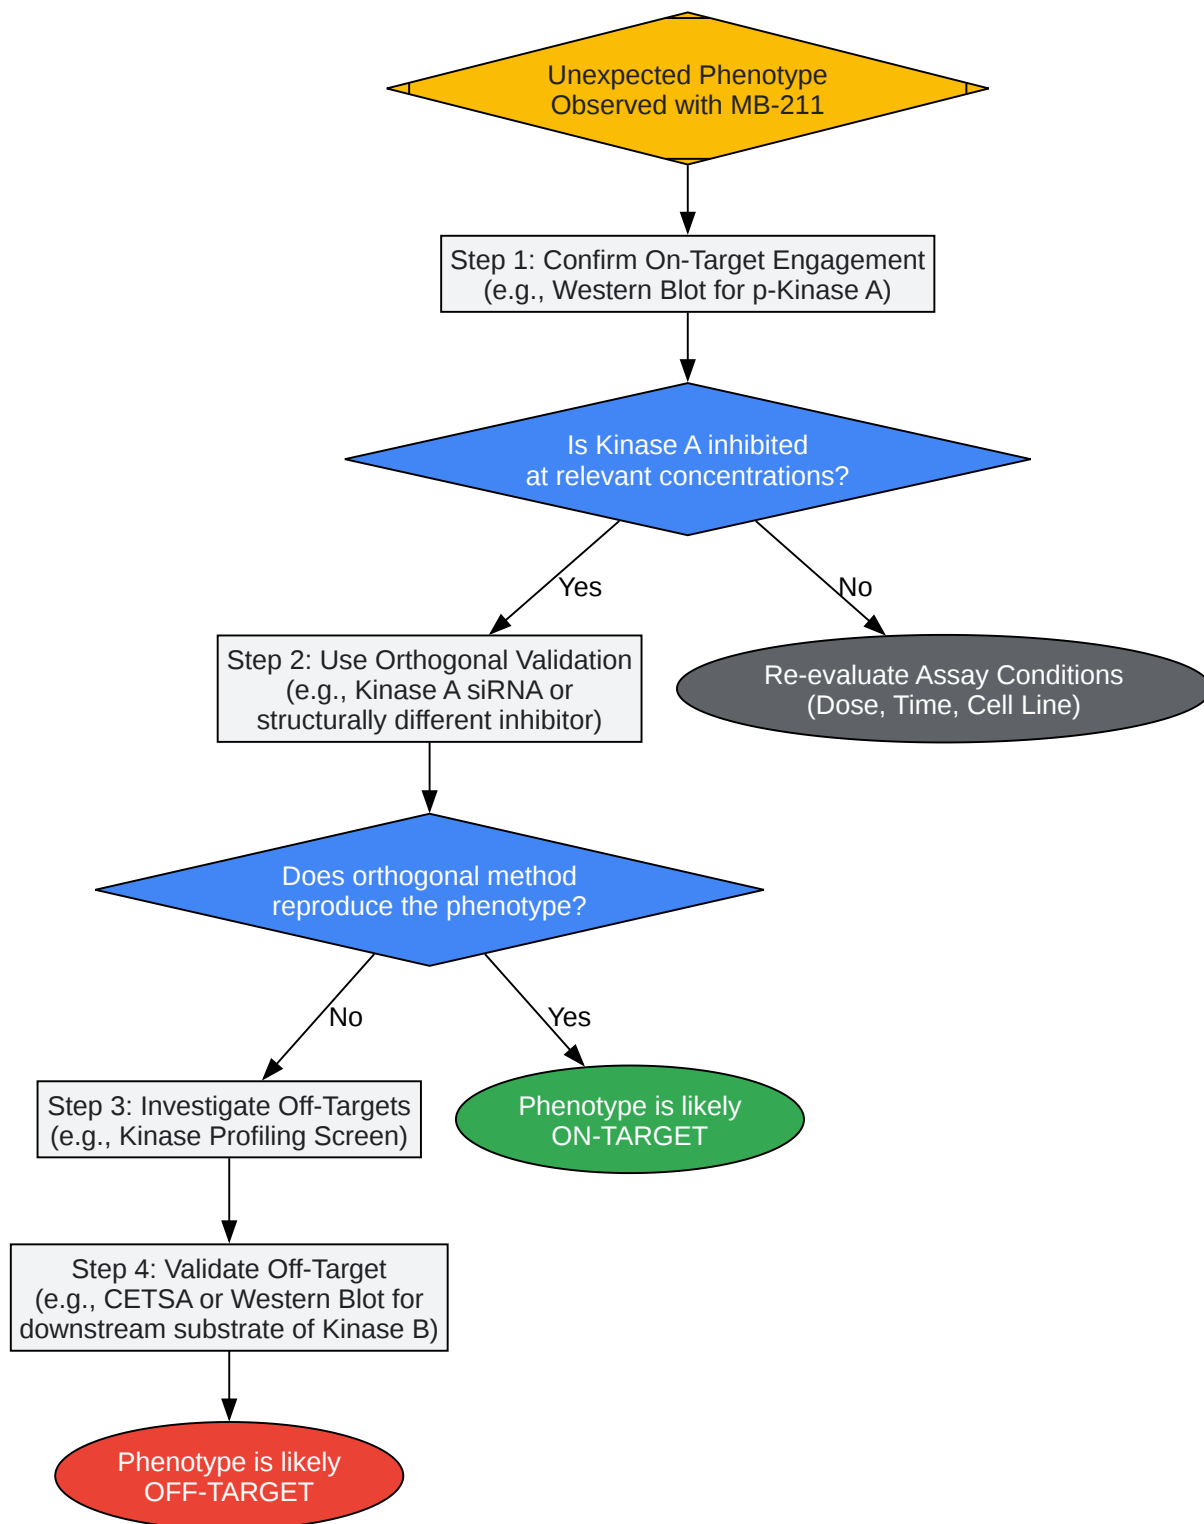 Unexpected Phenotype
Observed with MB-211
Step 1: Confirm On-Target Engagement
(e.g., Western Blot for p-Kinase A)
Is Kinase A inhibited
at relevant concentrations?
Yes
No
Step 2: Use Orthogonal Validation
(e.g., Kinase A siRNA or
structurally different inhibitor)
Re-evaluate Assay Conditions
(Dose, Time, Cell Line)
Does orthogonal method
reproduce the phenotype?
No
Yes
Step 3: Investigate Off-Targets
(e.g., Kinase Profiling Screen)
Phenotype is likely
ON-TARGET
Step 4: Validate Off-Target
(e.g., CETSA or Western Blot for
downstream substrate of Kinase B)
Phenotype is likely
OFF-TARGET